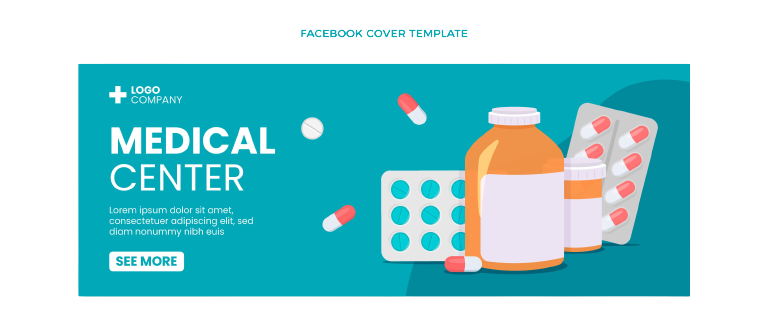 FACEBOOK COVER TEMPLATE
LOGO
COMPANY
MEDICAL
CENTER
Lorem ipsum dolor sit amet,
consectetuer adipiscing elit, sed
diam nonummy nibh euis
SEE MORE